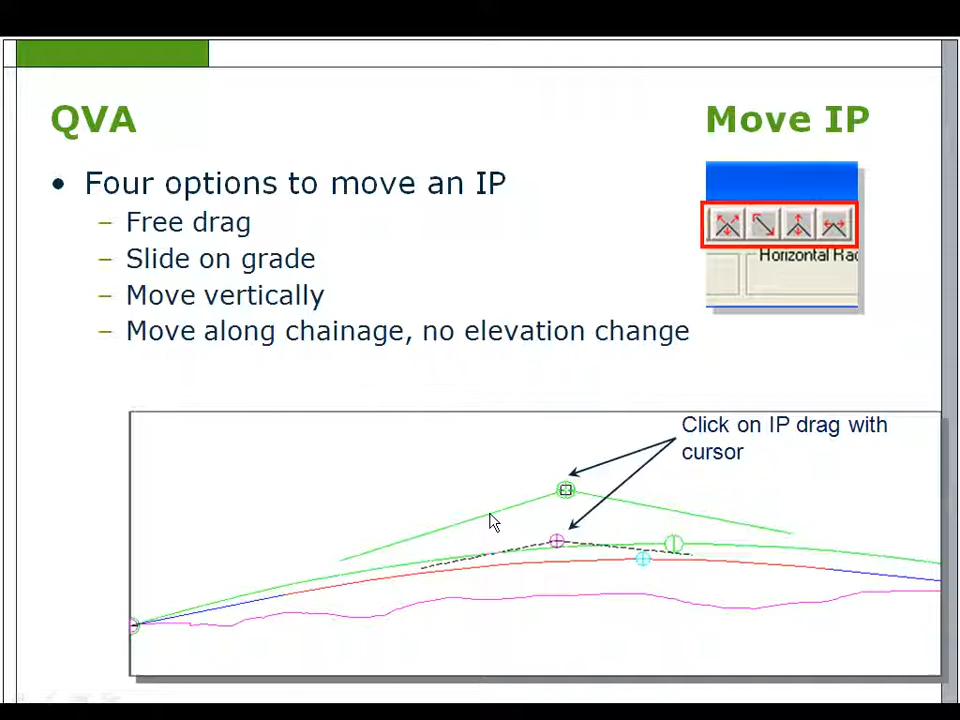 QVA
Move IP
• Four options to move an IP
– Free drag
– Slide on grade
– Move vertically
– Move along chainage, no elevation change
Horizontal Rac
Click on IP drag with
cursor